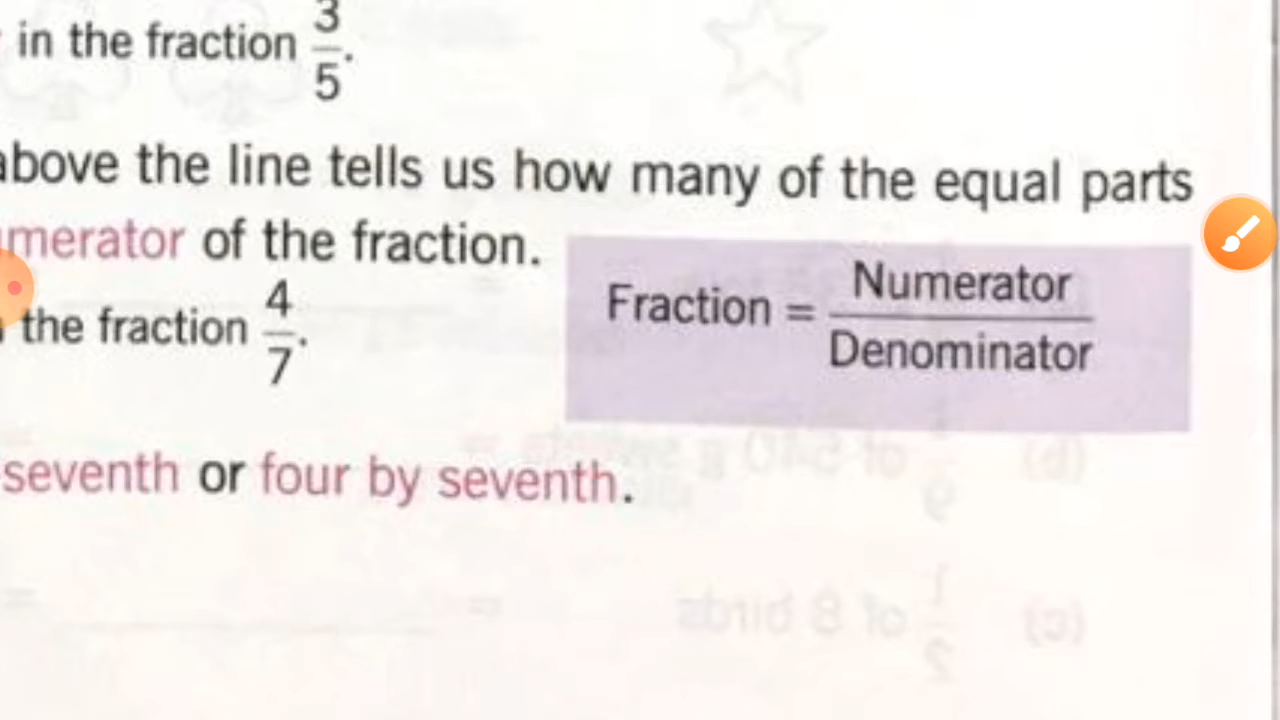 in the fraction 3/5.
above the line tells us how many of the equal parts
merator of the fraction.
Fraction = Numerator/Denominator
the fraction 4/7.
seventh or four by seventh.